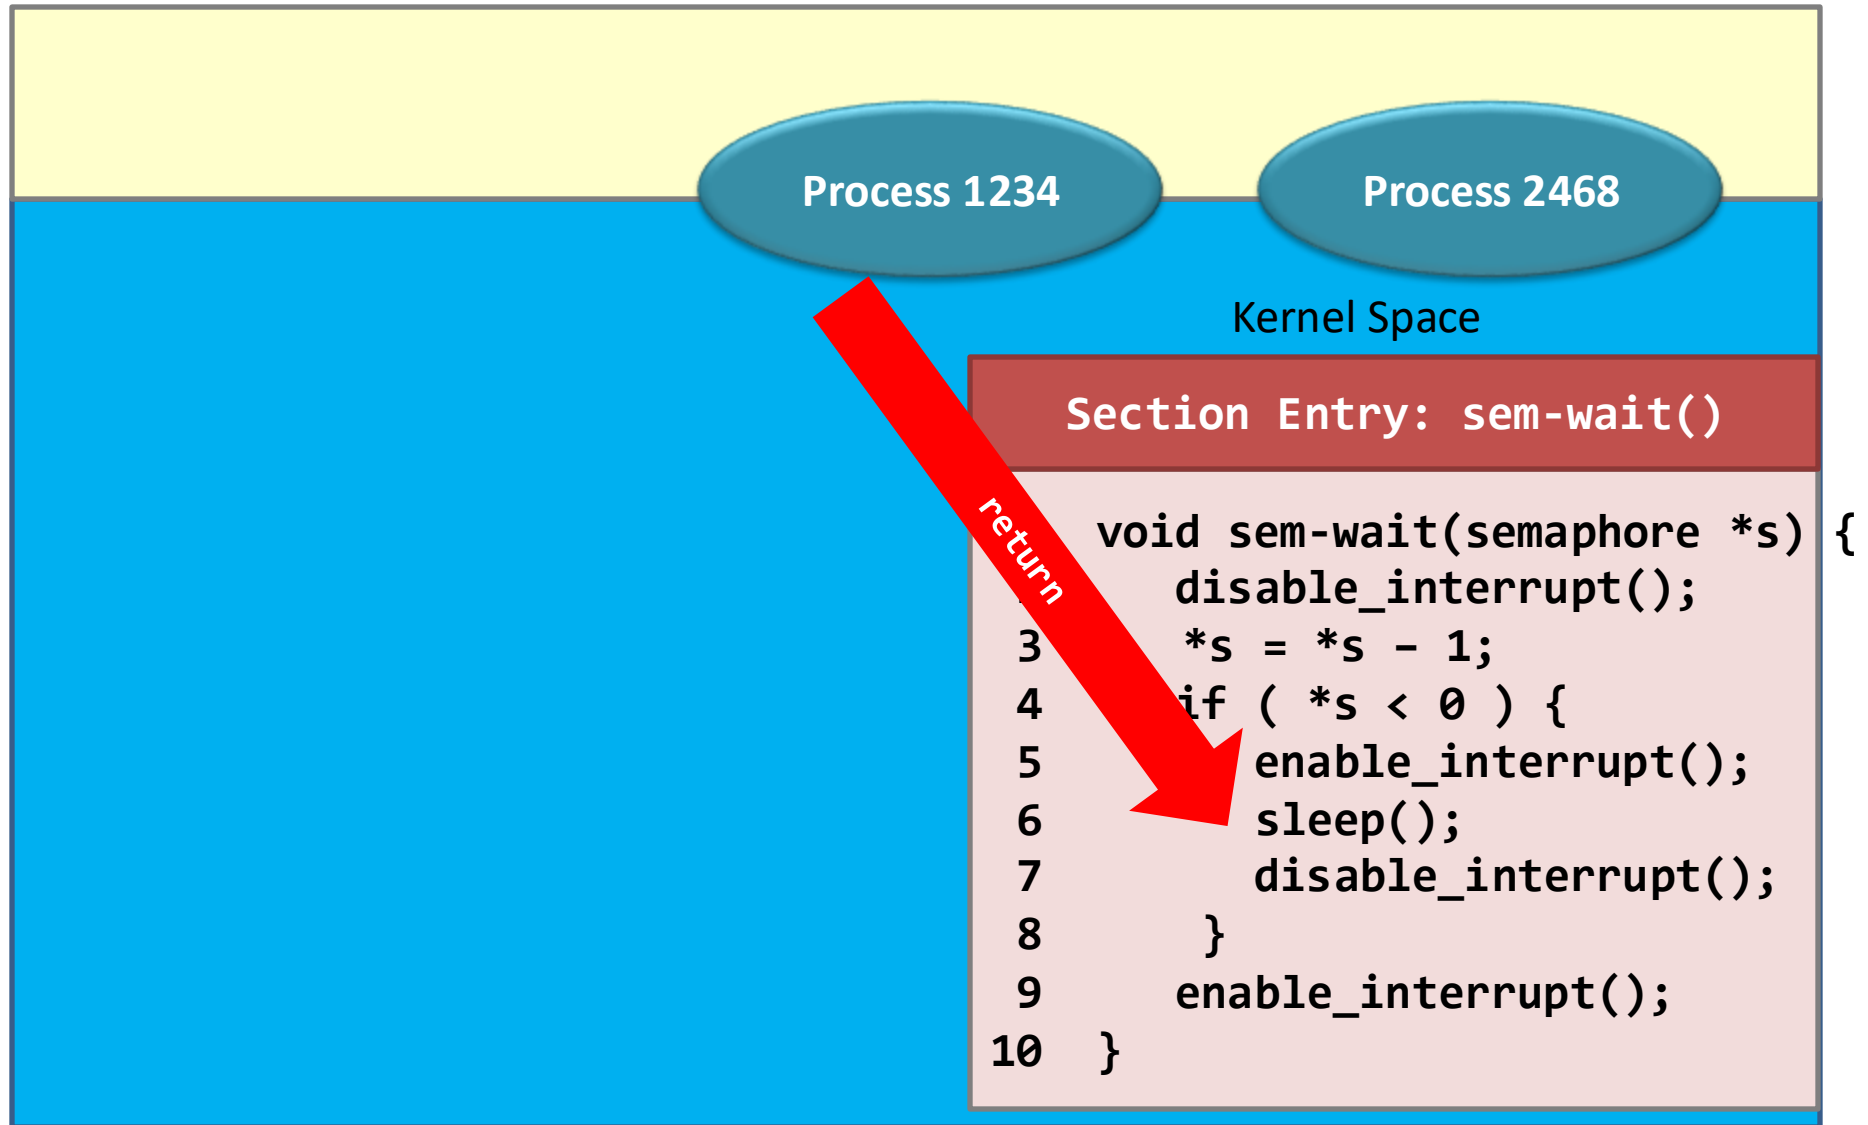 Process 1234
Process 2468
Kernel Space
Section Entry: sem-wait()
void sem-wait(semaphore *s) {
disable_interrupt();
3 *s = *s – 1;
4 if ( *s < 0 ) {
5 enable_interrupt();
6 sleep();
7 disable_interrupt();
8 }
9 enable_interrupt();
10 }
return